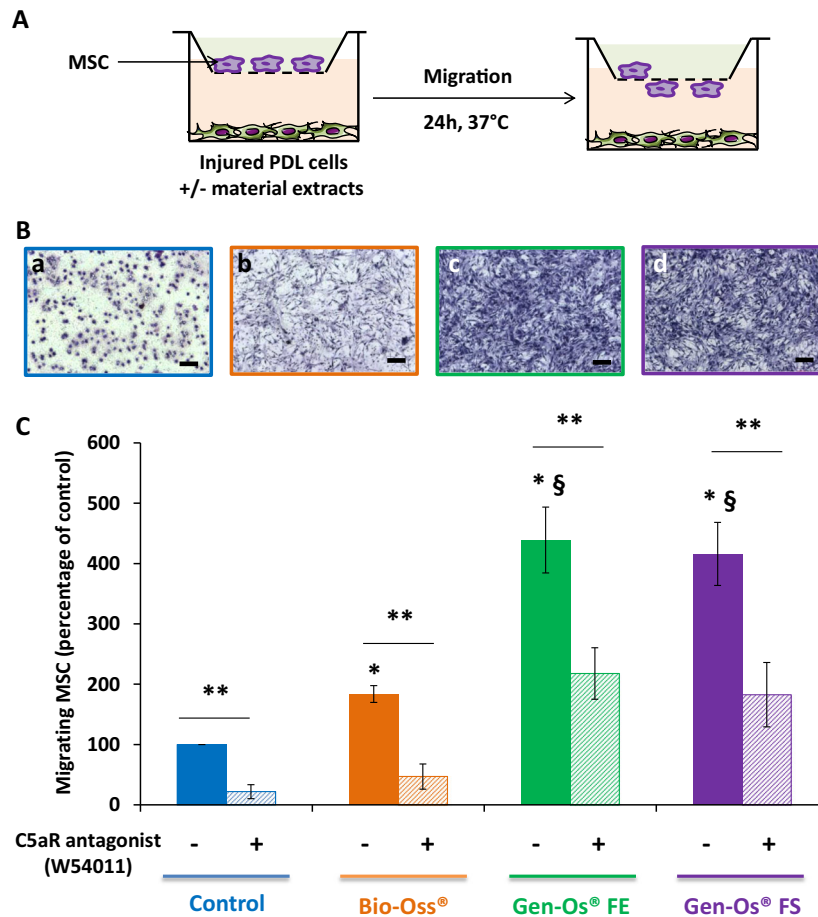 A
MSC
Migration
24h, 37°C
Injured PDL cells
+/- material extracts
B
a
b
c
d
C
Migrating MSC (percentage of control)
600
500
400
300
200
100
0
**
*
**
* §
**
* §
**
C5aR antagonist
(W54011)
- + - + - + - +
Control Bio-Oss® Gen-Os® FE Gen-Os® FS